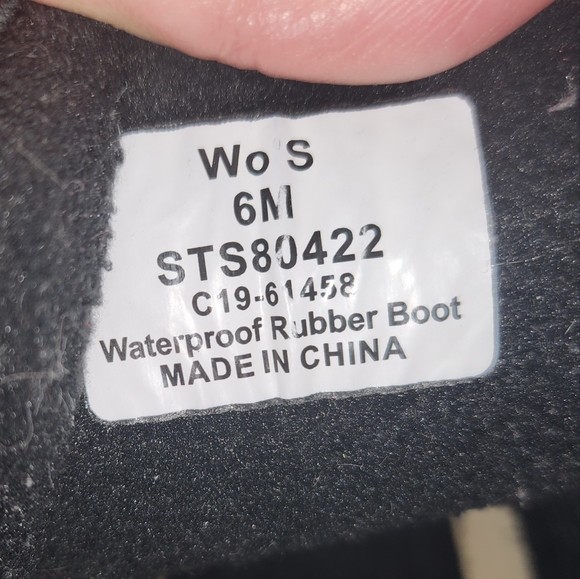 Wo S
6M
STS80422
C19-61458
Waterproof Rubber Boot
MADE IN CHINA